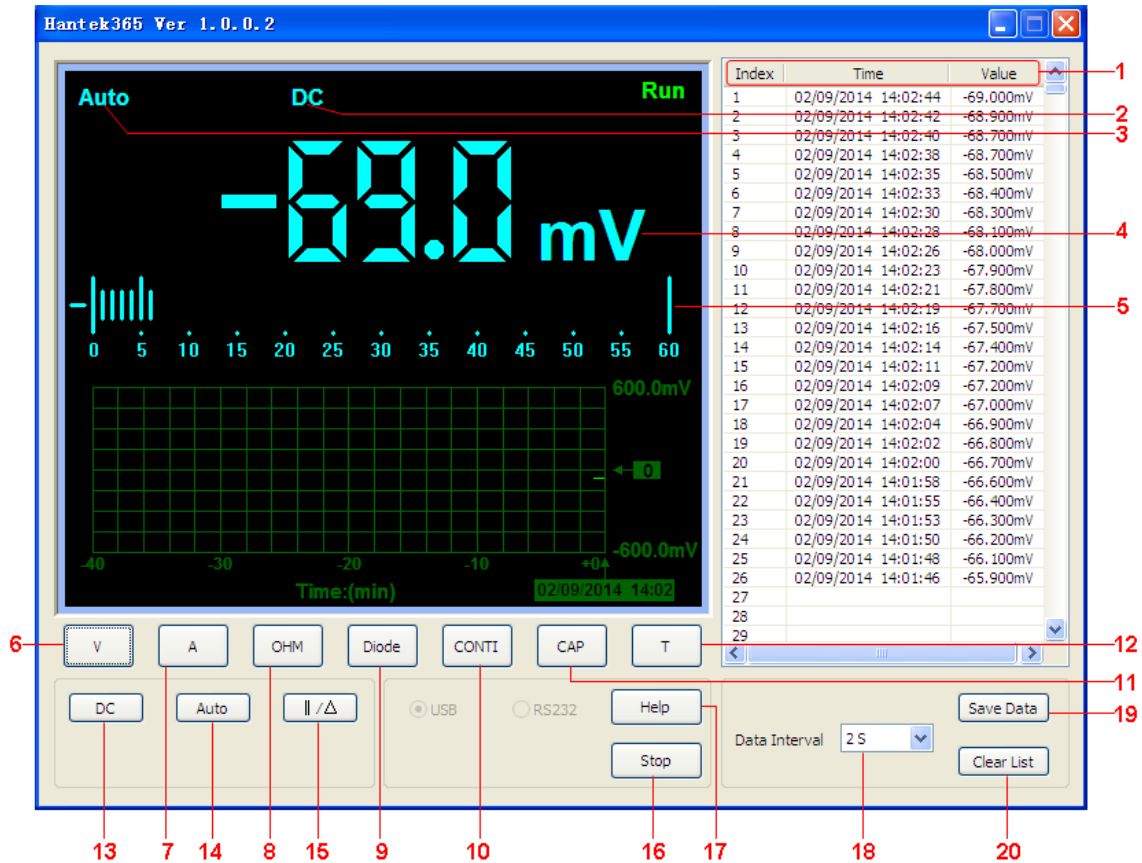 Hantek365 Ver 1.0.0.2
Auto DC Run
-69.0 mV
0 5 10 15 20 25 30 35 40 45 50 55 60
600.0mV
0
-600.0mV
-40 -30 -20 -10 +0
Time:(min) 02/09/2014 14:02
Index Time Value 1
1 02/09/2014 14:02:44 -69.000mV
2 02/09/2014 14:02:42 -68.900mV 2
3 02/09/2014 14:02:40 -68.700mV 3
4 02/09/2014 14:02:38 -68.700mV
5 02/09/2014 14:02:35 -68.500mV
6 02/09/2014 14:02:33 -68.400mV
7 02/09/2014 14:02:30 -68.300mV
8 02/09/2014 14:02:28 -68.100mV 4
9 02/09/2014 14:02:26 -68.000mV
10 02/09/2014 14:02:23 -67.900mV
11 02/09/2014 14:02:21 -67.800mV
12 02/09/2014 14:02:19 -67.700mV 5
13 02/09/2014 14:02:16 -67.500mV
14 02/09/2014 14:02:14 -67.400mV
15 02/09/2014 14:02:11 -67.200mV
16 02/09/2014 14:02:09 -67.200mV
17 02/09/2014 14:02:07 -67.000mV
18 02/09/2014 14:02:04 -66.900mV
19 02/09/2014 14:02:02 -66.800mV
20 02/09/2014 14:02:00 -66.700mV
21 02/09/2014 14:01:58 -66.600mV
22 02/09/2014 14:01:55 -66.400mV
23 02/09/2014 14:01:53 -66.300mV
24 02/09/2014 14:01:50 -66.200mV
25 02/09/2014 14:01:48 -66.100mV
26 02/09/2014 14:01:46 -65.900mV
27
28
29
6 V A OHM Diode CONTI CAP T 12
11
DC Auto ‖/△ USB RS232 Help Save Data 19
Data Interval 2 S
Stop Clear List
13 7 14 8 15 9 10 16 17 18 20